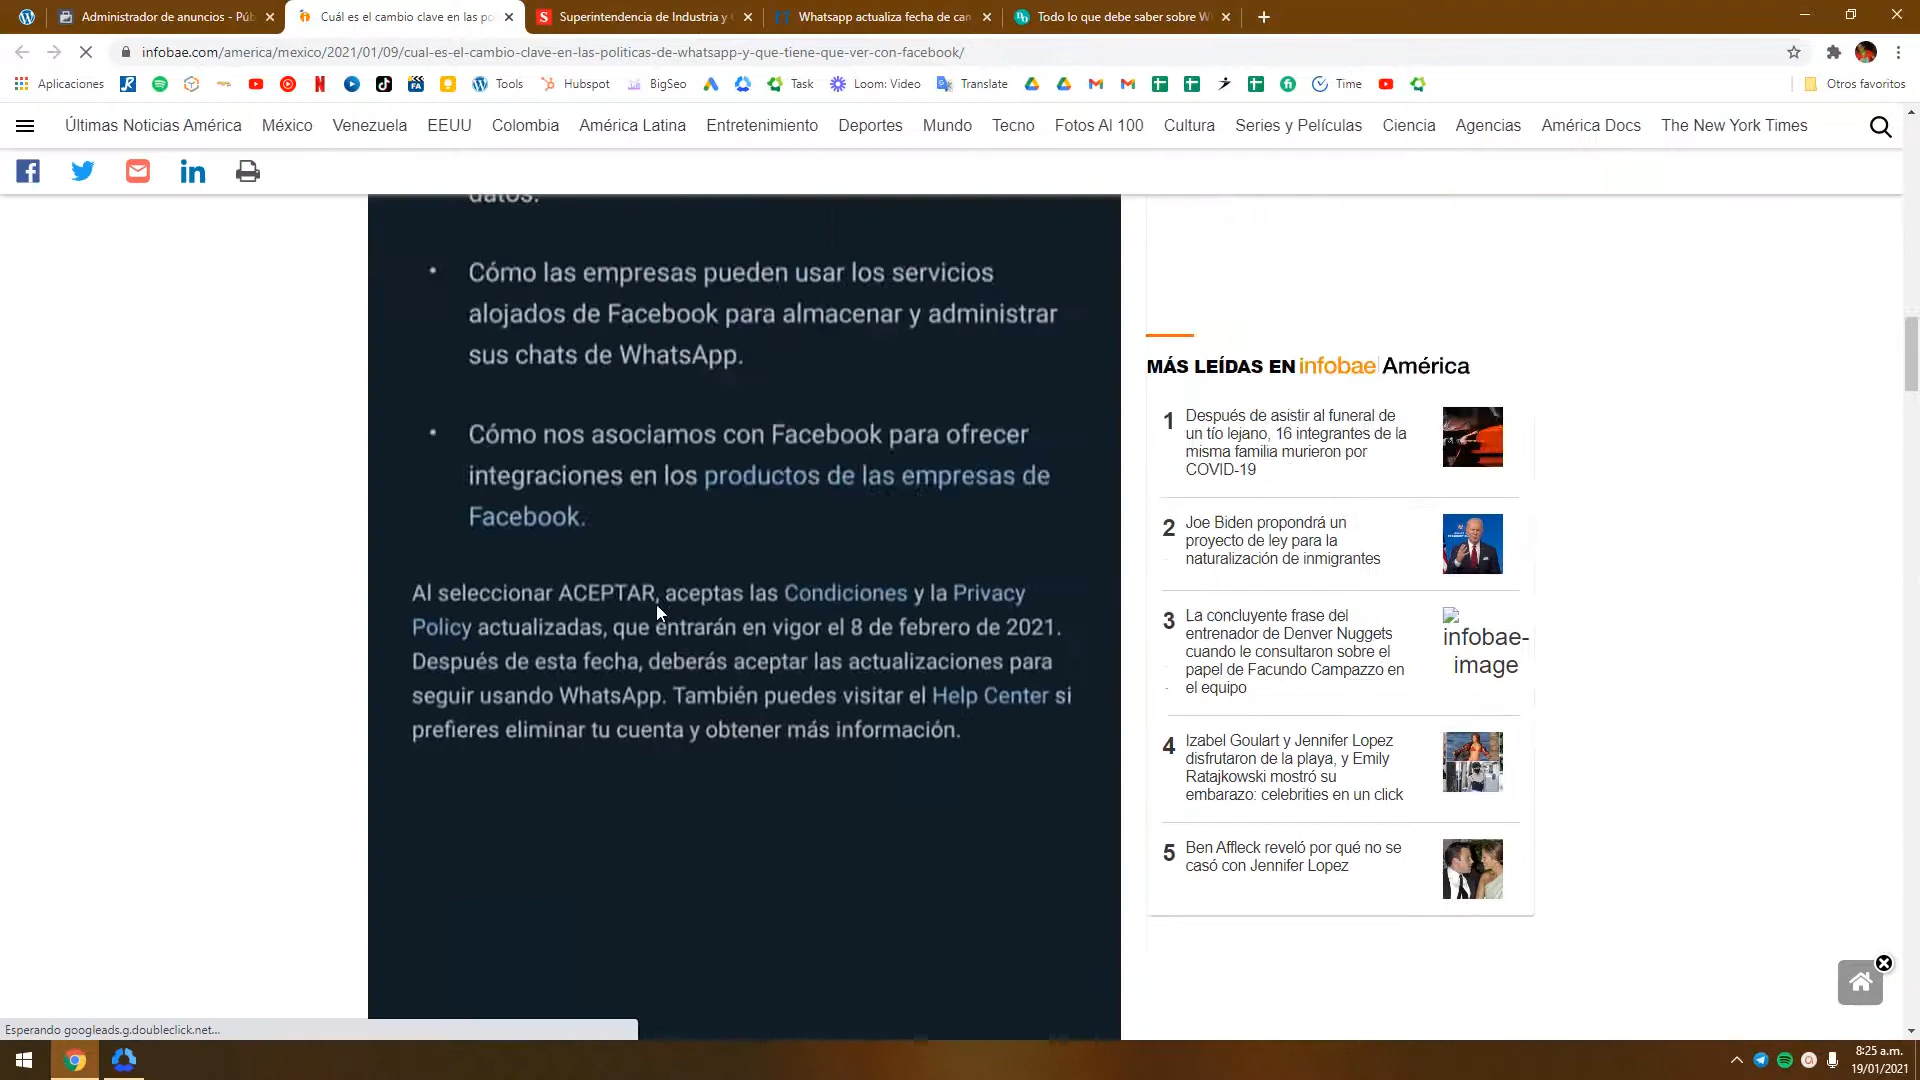 Administrador de anuncios - Púb
Cuál es el cambio clave en las po
Superintendencia de Industria y C
Whatsapp actualiza fecha de can
Todo lo que debe saber sobre W
infobae.com/america/mexico/2021/01/09/cual-es-el-cambio-clave-en-las-politicas-de-whatsapp-y-que-tiene-que-ver-con-facebook/
Aplicaciones
Tools
Hubspot
BigSeo
Task
Loom: Video
Translate
Time
Otros favoritos
Últimas Noticias América México Venezuela EEUU Colombia América Latina Entretenimiento Deportes Mundo Tecno Fotos Al 100 Cultura Series y Películas Ciencia Agencias América Docs The New York Times
datos.
• Cómo las empresas pueden usar los servicios
alojados de Facebook para almacenar y administrar
sus chats de WhatsApp.
• Cómo nos asociamos con Facebook para ofrecer
integraciones en los productos de las empresas de
Facebook.
Al seleccionar ACEPTAR, aceptas las Condiciones y la Privacy
Policy actualizadas, que entrarán en vigor el 8 de febrero de 2021.
Después de esta fecha, deberás aceptar las actualizaciones para
seguir usando WhatsApp. También puedes visitar el Help Center si
prefieres eliminar tu cuenta y obtener más información.
MÁS LEÍDAS EN infobae América
1 Después de asistir al funeral de
un tío lejano, 16 integrantes de la
misma familia murieron por
COVID-19
2 Joe Biden propondrá un
proyecto de ley para la
naturalización de inmigrantes
3 La concluyente frase del
entrenador de Denver Nuggets
cuando le consultaron sobre el
papel de Facundo Campazzo en
el equipo
infobae-
image
4 Izabel Goulart y Jennifer Lopez
disfrutaron de la playa, y Emily
Ratajkowski mostró su
embarazo: celebrities en un click
5 Ben Affleck reveló por qué no se
casó con Jennifer Lopez
Esperando googleads.g.doubleclick.net...
8:25 a.m.
19/01/2021